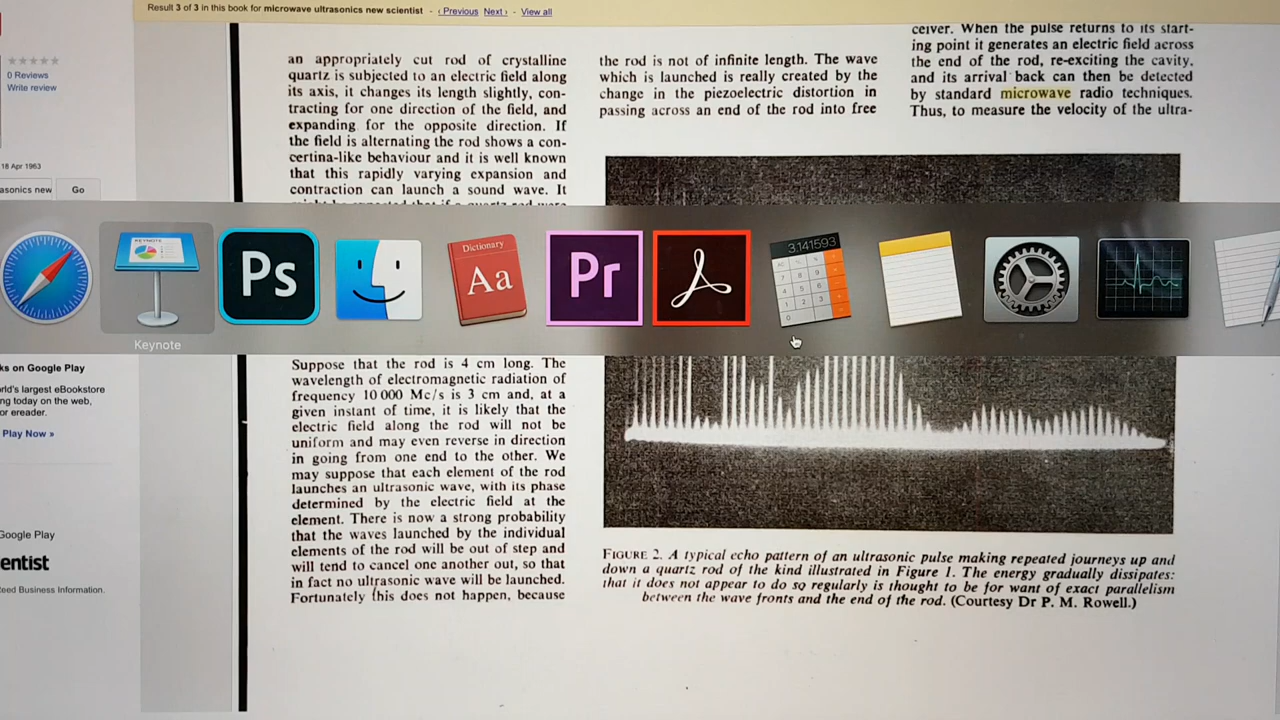 Result 3 of 3 in this book for microwave ultrasonics new scientist - ‹ Previous Next › - View all
0 Reviews
Write review
18 Apr 1963
asonics new
Go
an appropriately cut rod of crystalline
quartz is subjected to an electric field along
its axis, it changes its length slightly, con-
tracting for one direction of the field, and
expanding for the opposite direction. If
the field is alternating the rod shows a con-
certina-like behaviour and it is well known
that this rapidly varying expansion and
contraction can launch a sound wave. It
the rod is not of infinite length. The wave
which is launched is really created by the
change in the piezoelectric distortion in
passing across an end of the rod into free
ceiver. When the pulse returns to its start-
ing point it generates an electric field across
the end of the rod, re-exciting the cavity,
and its arrival back can then be detected
by standard microwave radio techniques.
Thus, to measure the velocity of the ultra-
KEYNOTE
Ps
Dictionary
Aa
Pr
3.141593
Keynote
ks on Google Play
rld's largest eBookstore
ng today on the web,
or ereader.
Play Now »
Google Play
entist
eed Business Information.
Suppose that the rod is 4 cm long. The
wavelength of electromagnetic radiation of
frequency 10 000 Mc/s is 3 cm and, at a
given instant of time, it is likely that the
electric field along the rod will not be
uniform and may even reverse in direction
in going from one end to the other. We
may suppose that each element of the rod
launches an ultrasonic wave, with its phase
determined by the electric field at the
element. There is now a strong probability
that the waves launched by the individual
elements of the rod will be out of step and
will tend to cancel one another out, so that
in fact no ultrasonic wave will be launched.
Fortunately this does not happen, because
FIGURE 2. A typical echo pattern of an ultrasonic pulse making repeated journeys up and
down a quartz rod of the kind illustrated in Figure 1. The energy gradually dissipates:
that it does not appear to do so regularly is thought to be for want of exact parallelism
between the wave fronts and the end of the rod. (Courtesy Dr P. M. Rowell.)